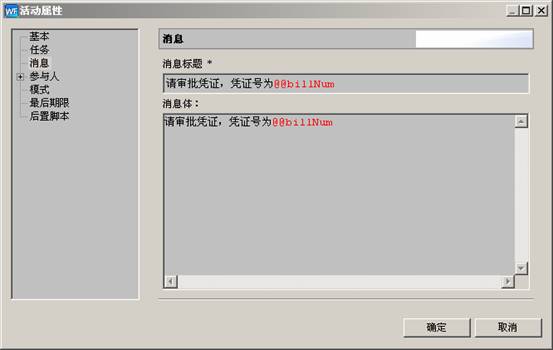 WF 活动属性
基本
任务
消息
参与人
模式
最后期限
后置脚本
消息
消息标题 *
请审批凭证，凭证号为@@billNum
消息体：
请审批凭证，凭证号为@@billNum
确定 取消